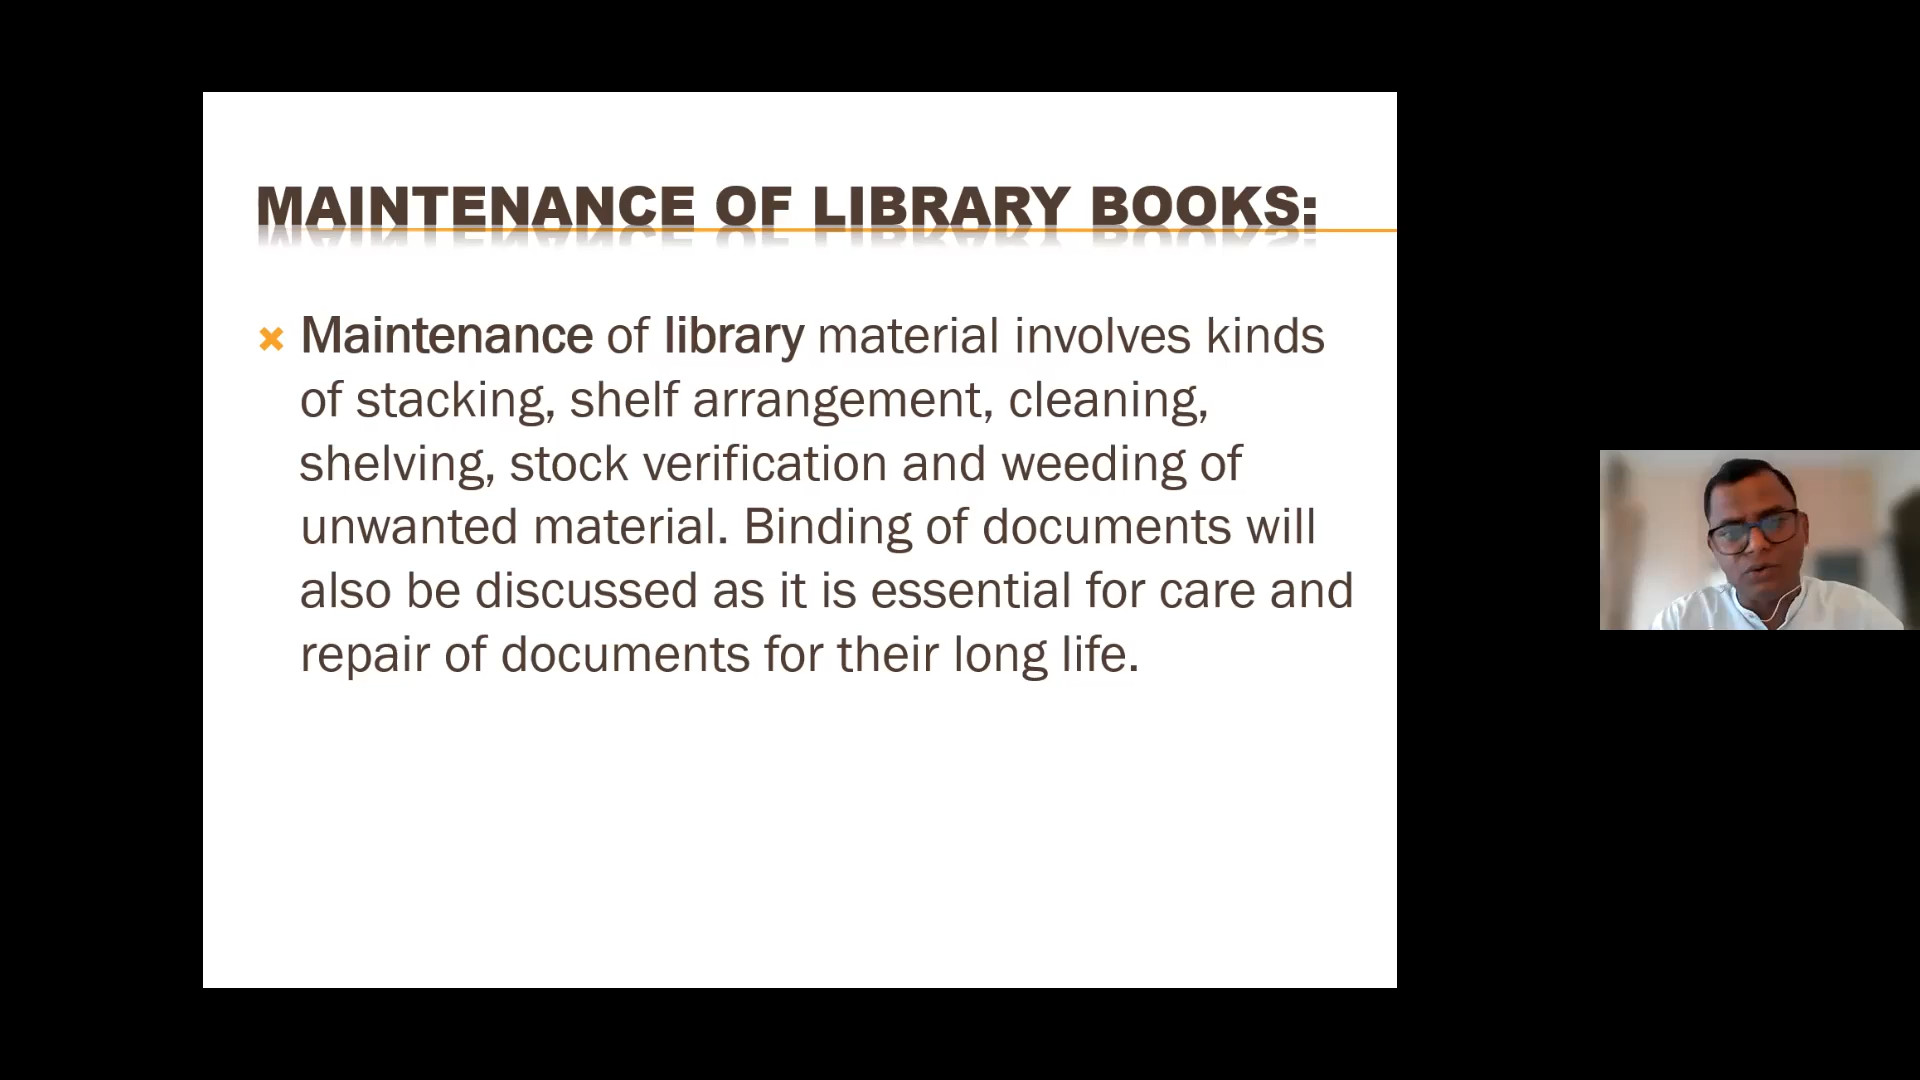 MAINTENANCE OF LIBRARY BOOKS:
Maintenance of library material involves kinds
of stacking, shelf arrangement, cleaning,
shelving, stock verification and weeding of
unwanted material. Binding of documents will
also be discussed as it is essential for care and
repair of documents for their long life.